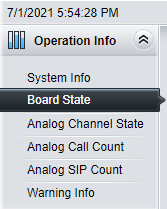 7/1/2021 5:54:28 PM
Operation Info
System Info
Board State
Analog Channel State
Analog Call Count
Analog SIP Count
Warning Info